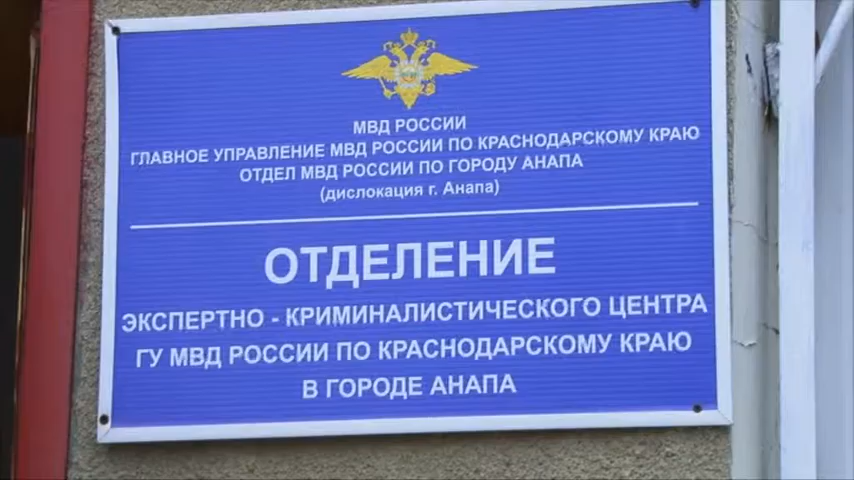 МВД РОССИИ
ГЛАВНОЕ УПРАВЛЕНИЕ МВД РОССИИ ПО КРАСНОДАРСКОМУ КРАЮ
ОТДЕЛ МВД РОССИИ ПО ГОРОДУ АНАПА
(дислокация г. Анапа)
ОТДЕЛЕНИЕ
ЭКСПЕРТНО - КРИМИНАЛИСТИЧЕСКОГО ЦЕНТРА
ГУ МВД РОССИИ ПО КРАСНОДАРСКОМУ КРАЮ
В ГОРОДЕ АНАПА